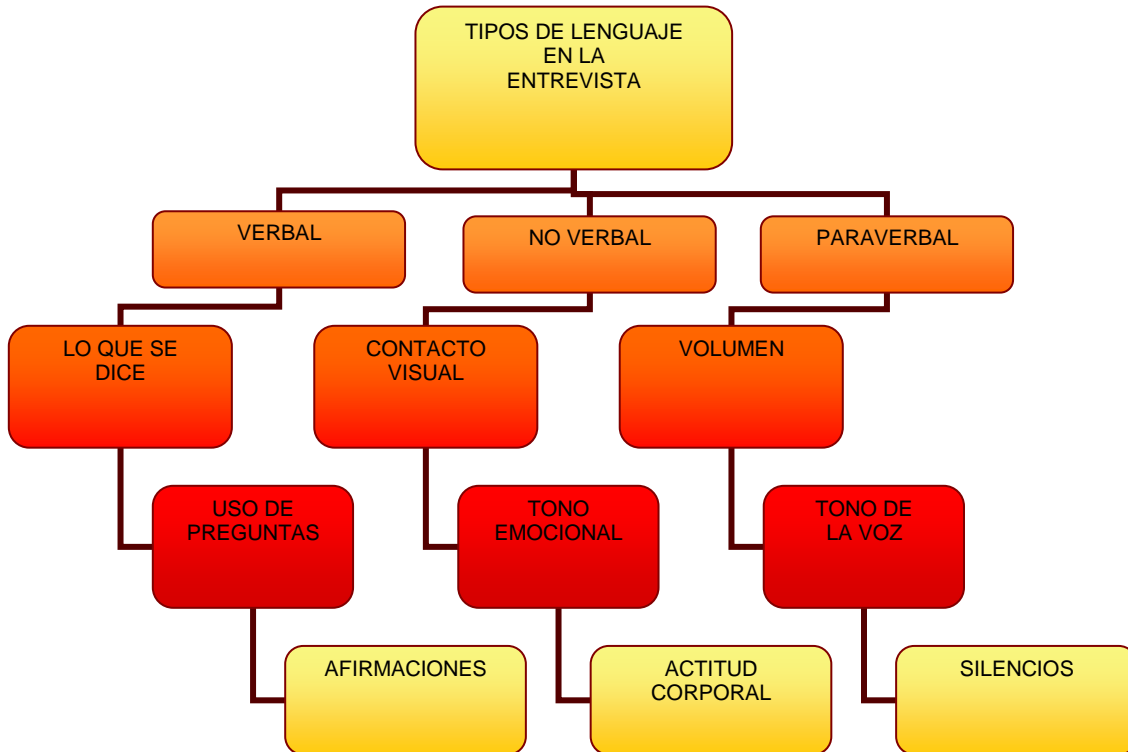 TIPOS DE LENGUAJE
EN LA
ENTREVISTA
VERBAL
NO VERBAL
PARAVERBAL
LO QUE SE
DICE
CONTACTO
VISUAL
VOLUMEN
USO DE
PREGUNTAS
TONO
EMOCIONAL
TONO DE
LA VOZ
AFIRMACIONES
ACTITUD
CORPORAL
SILENCIOS